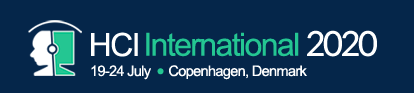 HCI International 2020
19-24 July ● Copenhagen, Denmark